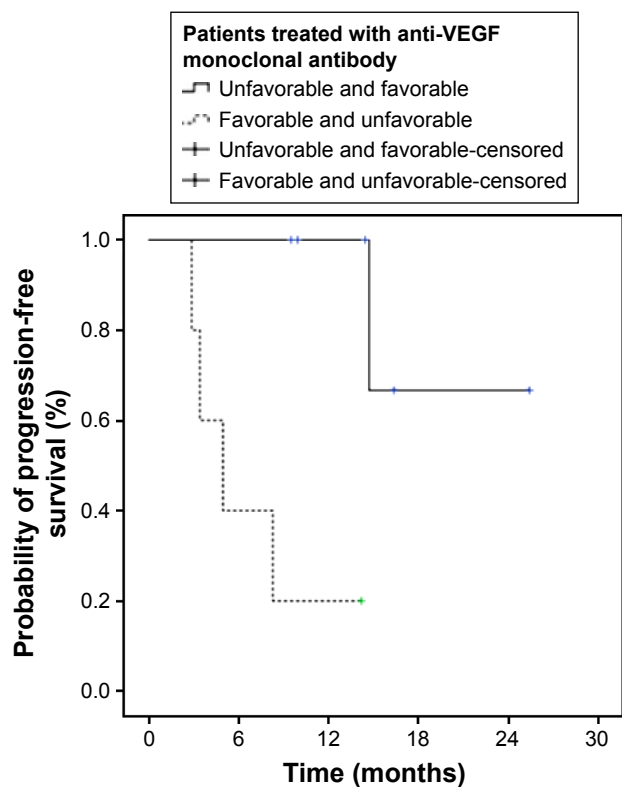 Patients treated with anti-VEGF
monoclonal antibody
Unfavorable and favorable
Favorable and unfavorable
Unfavorable and favorable-censored
Favorable and unfavorable-censored
Probability of progression-free
survival (%)
1.0
0.8
0.6
0.4
0.2
0.0
0 6 12 18 24 30
Time (months)